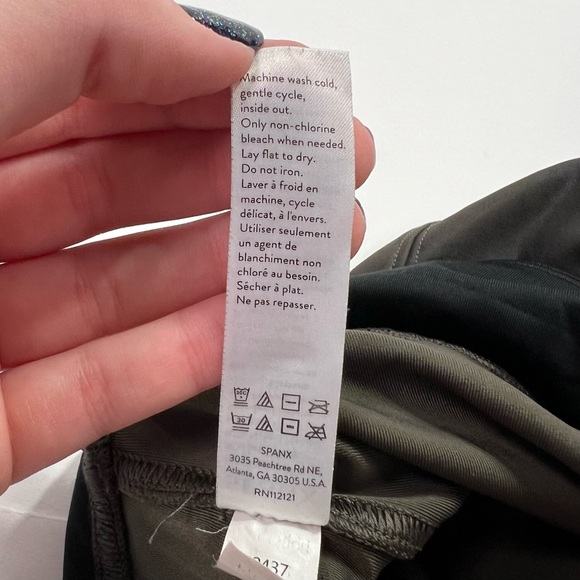 Machine wash cold,
gentle cycle,
inside out.
Only non-chlorine
bleach when needed.
Lay flat to dry.
Do not iron.
Laver à froid en
machine, cycle
délicat, à l'envers.
Utiliser seulement
un agent de
blanchiment non
chloré au besoin.
Sécher à plat.
Ne pas repasser.
30
SPANX
3035 Peachtree Rd NE,
Atlanta, GA 30305 U.S.A.
RN112121
2437